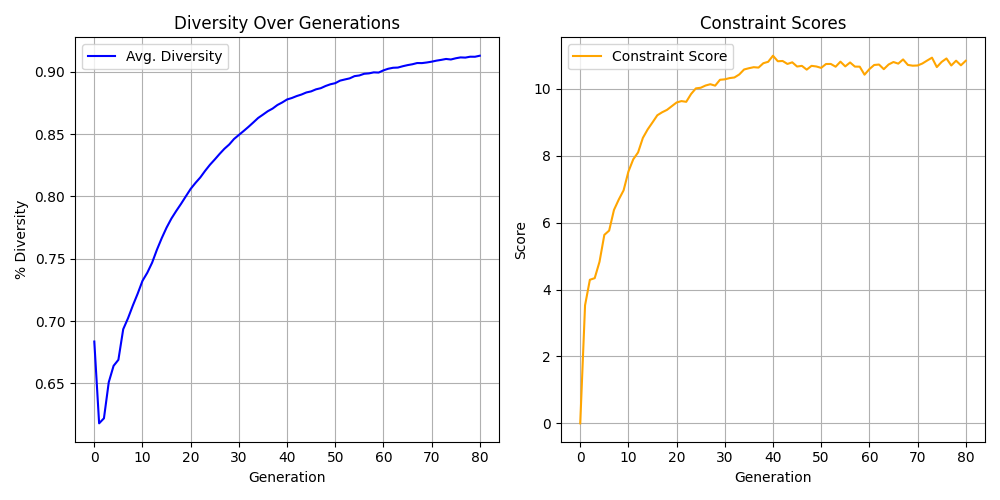 Diversity Over Generations
Avg. Diversity
% Diversity
0.90
0.85
0.80
0.75
0.70
0.65
0 10 20 30 40 50 60 70 80
Generation
Constraint Scores
Constraint Score
Score
10
8
6
4
2
0
0 10 20 30 40 50 60 70 80
Generation